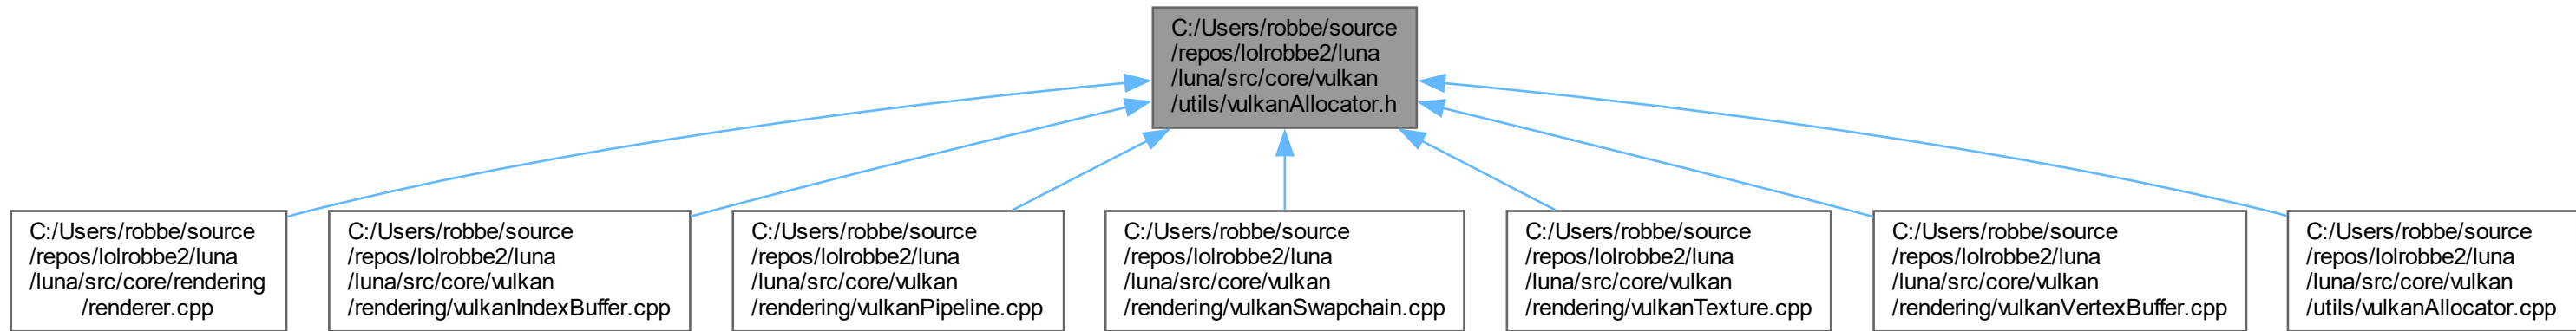 C:/Users/robbe/source
/repos/lolrobbe2/luna
/luna/src/core/vulkan
/utils/vulkanAllocator.h
C:/Users/robbe/source
/repos/lolrobbe2/luna
/luna/src/core/rendering
/renderer.cpp
C:/Users/robbe/source
/repos/lolrobbe2/luna
/luna/src/core/vulkan
/rendering/vulkanIndexBuffer.cpp
C:/Users/robbe/source
/repos/lolrobbe2/luna
/luna/src/core/vulkan
/rendering/vulkanPipeline.cpp
C:/Users/robbe/source
/repos/lolrobbe2/luna
/luna/src/core/vulkan
/rendering/vulkanSwapchain.cpp
C:/Users/robbe/source
/repos/lolrobbe2/luna
/luna/src/core/vulkan
/rendering/vulkanTexture.cpp
C:/Users/robbe/source
/repos/lolrobbe2/luna
/luna/src/core/vulkan
/rendering/vulkanVertexBuffer.cpp
C:/Users/robbe/source
/repos/lolrobbe2/luna
/luna/src/core/vulkan
/utils/vulkanAllocator.cpp